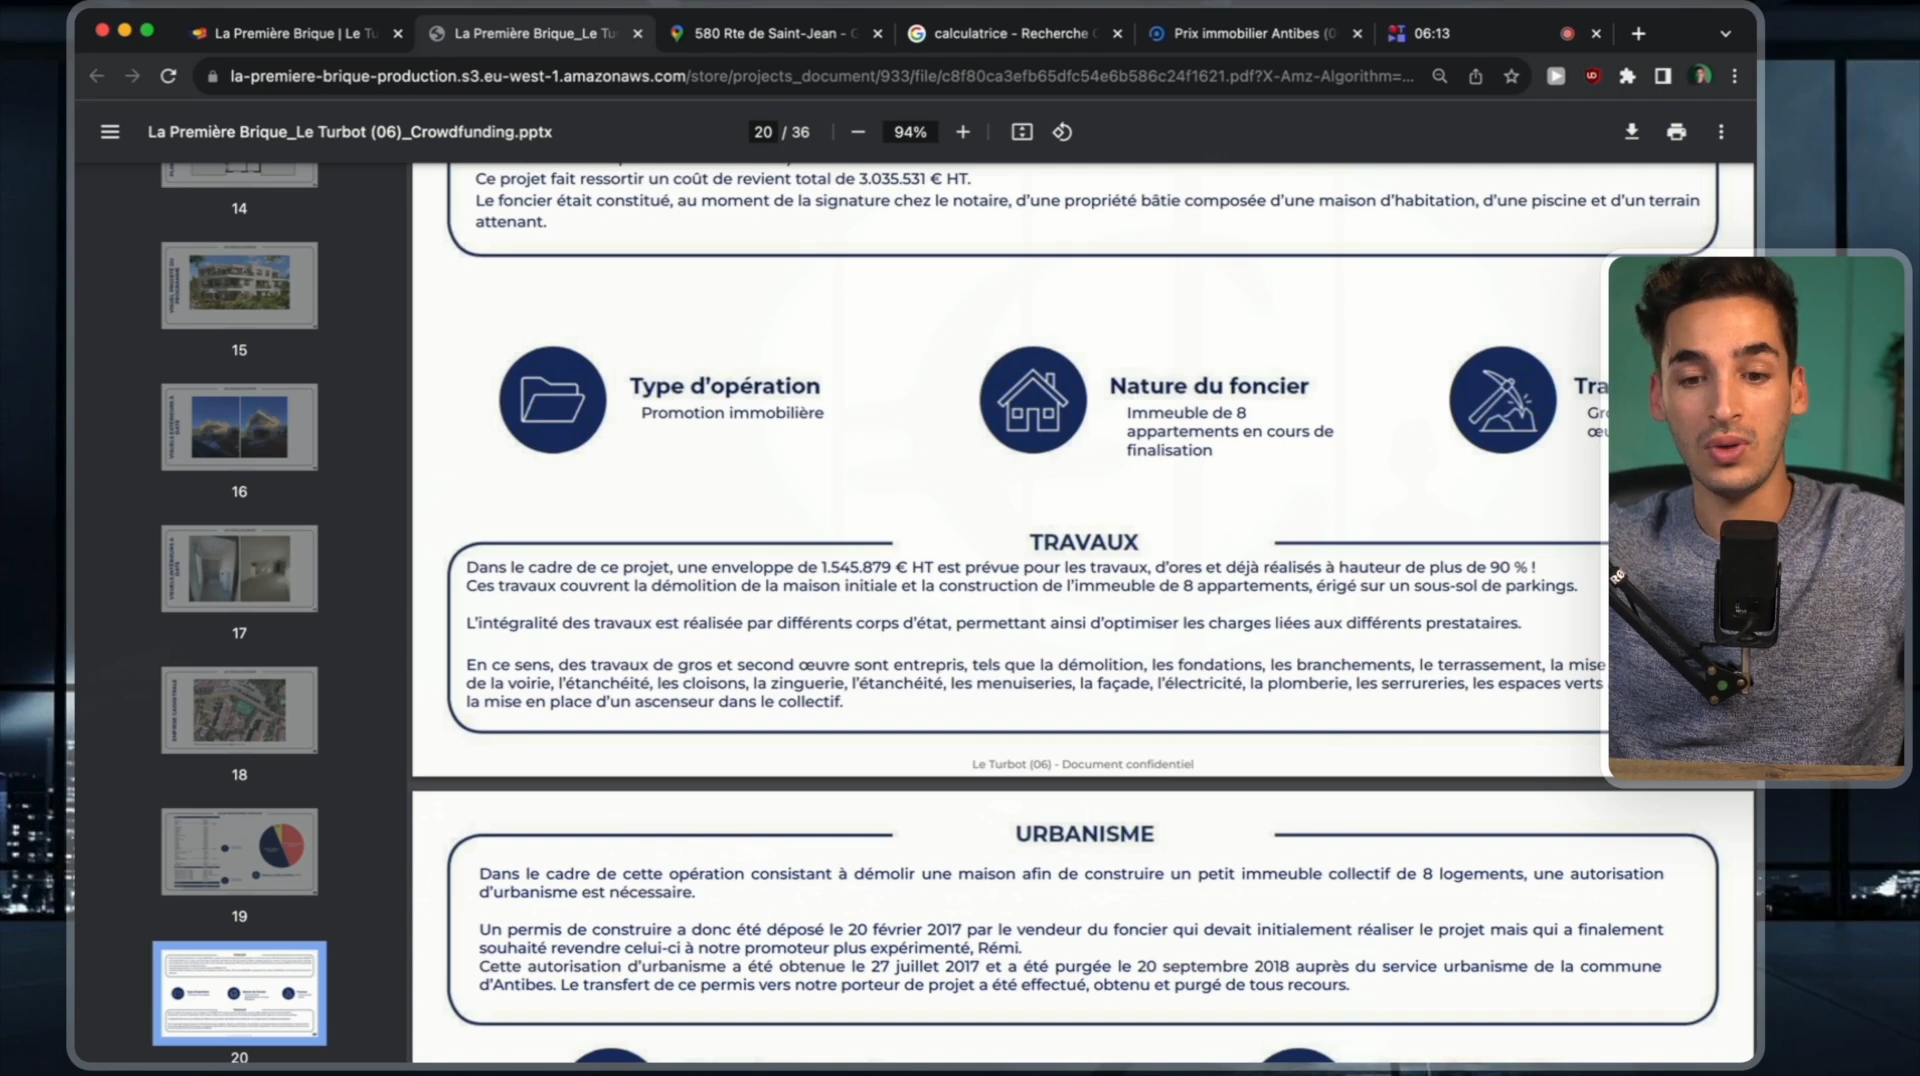 La Première Brique | Le Tu
La Première Brique_Le Tu
580 Rte de Saint-Jean - G
calculatrice - Recherche G
Prix immobilier Antibes (0
06:13
la-premiere-brique-production.s3.eu-west-1.amazonaws.com/store/projects_document/933/file/c8f80ca3efb65dfc54e6b586c24f1621.pdf?X-Amz-Algorithm=...
La Première Brique_Le Turbot (06)_Crowdfunding.pptx
20 / 36
94%
14
15
16
17
18
19
20
Ce projet fait ressortir un coût de revient total de 3.035.531 € HT.
Le foncier était constitué, au moment de la signature chez le notaire, d'une propriété bâtie composée d'une maison d'habitation, d'une piscine et d'un terrain
attenant.
Type d'opération
Promotion immobilière
Nature du foncier
Immeuble de 8
appartements en cours de
finalisation
Tra
Gro
œu
TRAVAUX
Dans le cadre de ce projet, une enveloppe de 1.545.879 € HT est prévue pour les travaux, d'ores et déjà réalisés à hauteur de plus de 90 % !
Ces travaux couvrent la démolition de la maison initiale et la construction de l'immeuble de 8 appartements, érigé sur un sous-sol de parkings.
L'intégralité des travaux est réalisée par différents corps d'état, permettant ainsi d'optimiser les charges liées aux différents prestataires.
En ce sens, des travaux de gros et second œuvre sont entrepris, tels que la démolition, les fondations, les branchements, le terrassement, la mise
de la voirie, l'étanchéité, les cloisons, la zinguerie, l'étanchéité, les menuiseries, la façade, l'électricité, la plomberie, les serrureries, les espaces verts
la mise en place d'un ascenseur dans le collectif.
Le Turbot (06) - Document confidentiel
URBANISME
Dans le cadre de cette opération consistant à démolir une maison afin de construire un petit immeuble collectif de 8 logements, une autorisation
d'urbanisme est nécessaire.
Un permis de construire a donc été déposé le 20 février 2017 par le vendeur du foncier qui devait initialement réaliser le projet mais qui a finalement
souhaité revendre celui-ci à notre promoteur plus expérimenté, Rémi.
Cette autorisation d'urbanisme a été obtenue le 27 juillet 2017 et a été purgée le 20 septembre 2018 auprès du service urbanisme de la commune
d'Antibes. Le transfert de ce permis vers notre porteur de projet a été effectué, obtenu et purgé de tous recours.